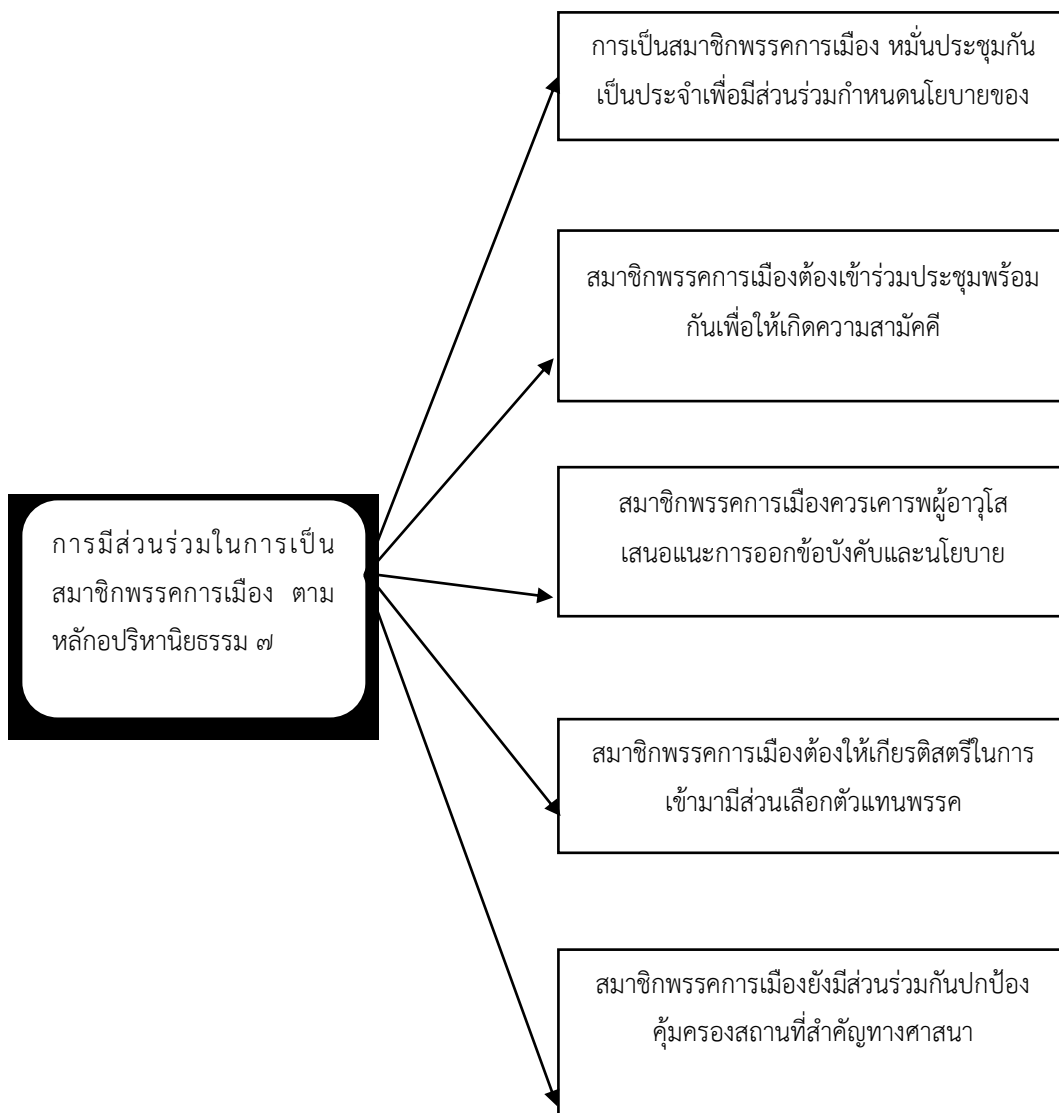 การเป็นสมาชิกพรรคการเมือง หมั่นประชุมกัน
เป็นประจำเพื่อมีส่วนร่วมกำหนดนโยบายของ
สมาชิกพรรคการเมืองต้องเข้าร่วมประชุมพร้อม
กันเพื่อให้เกิดความสามัคคี
สมาชิกพรรคการเมืองควรเคารพผู้อาวุโส
เสนอแนะการออกข้อบังคับและนโยบาย
การมีส่วนร่วมในการเป็น
สมาชิกพรรคการเมือง ตาม
หลักอปริหานิยธรรม ๗
สมาชิกพรรคการเมืองต้องให้เกียรติสตรีในการ
เข้ามามีส่วนเลือกตัวแทนพรรค
สมาชิกพรรคการเมืองยังมีส่วนร่วมกันปกป้อง
คุ้มครองสถานที่สำคัญทางศาสนา